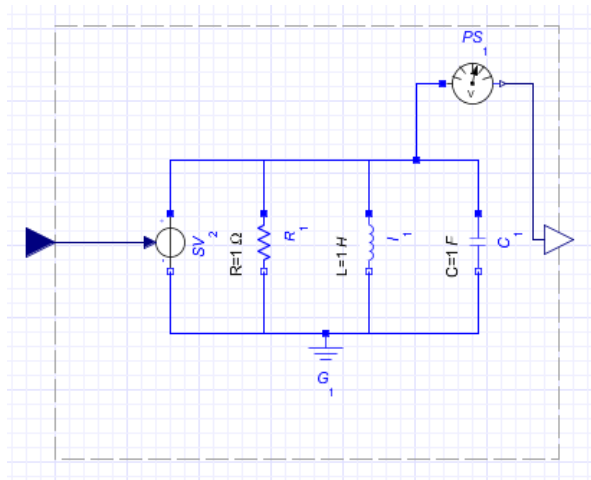 PS
1
V
+
-
SV
2
R=1 Ω
R
1
L=1 H
I
1
C=1 F
C
1
G
1